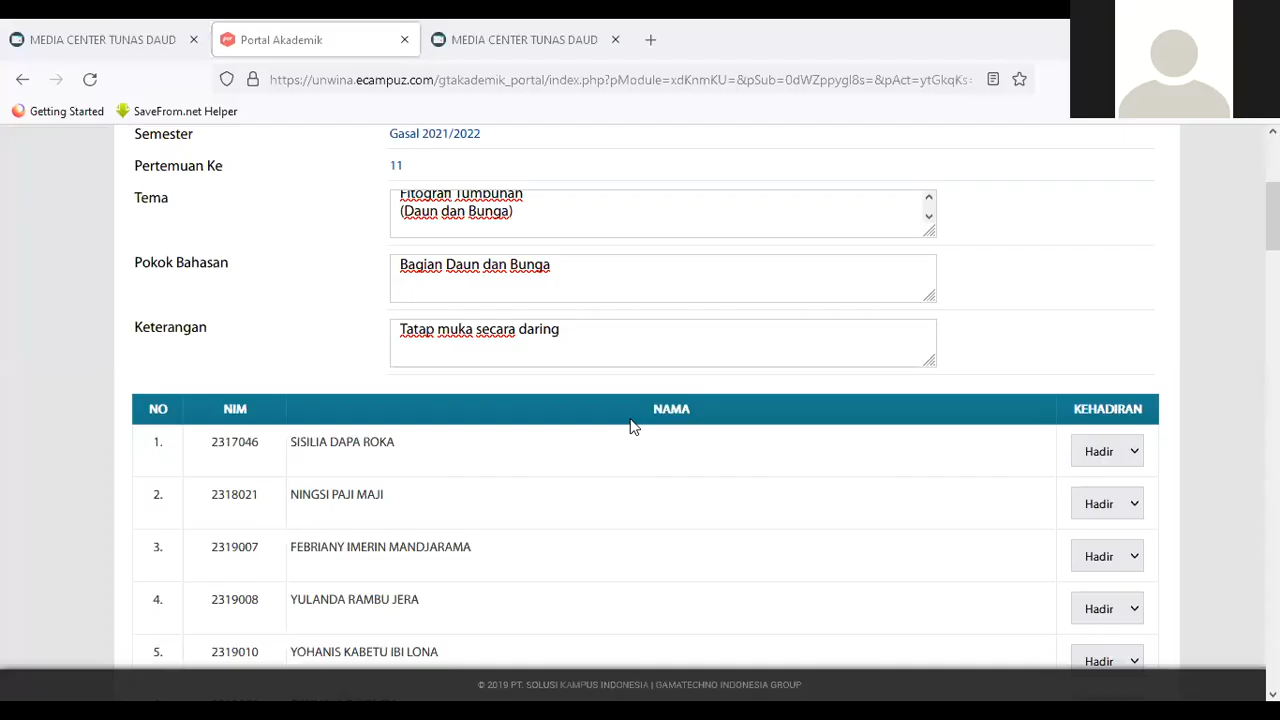 MEDIA CENTER TUNAS DAUD
Portal Akademik
MEDIA CENTER TUNAS DAUD
https://unwina.ecampuz.com/gtakademik_portal/index.php?pModule=xdKnmKU=&pSub=0dWZppygl8s=&pAct=ytGkqKs=
Getting Started
SaveFrom.net Helper
Semester
Gasal 2021/2022
Pertemuan Ke
11
Tema
Fitografi Tumbuhan
(Daun dan Bunga)
Pokok Bahasan
Bagian Daun dan Bunga
Keterangan
Tatap muka secara daring
NO NIM NAMA KEHADIRAN
1. 2317046 SISILIA DAPA ROKA Hadir
2. 2318021 NINGSI PAJI MAJI Hadir
3. 2319007 FEBRIANY IMERIN MANDJARAMA Hadir
4. 2319008 YULANDA RAMBU JERA Hadir
5. 2319010 YOHANIS KABETU IBI LONA Hadir
© 2019 PT. SOLUSI KAMPUS INDONESIA | GAMATECHNO INDONESIA GROUP